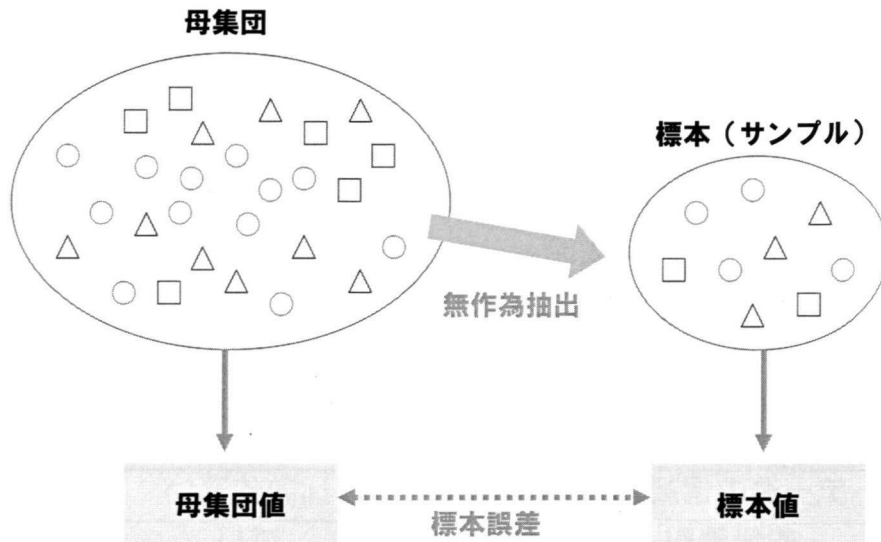 母集団
標本（サンプル）
無作為抽出
母集団値
標本誤差
標本値